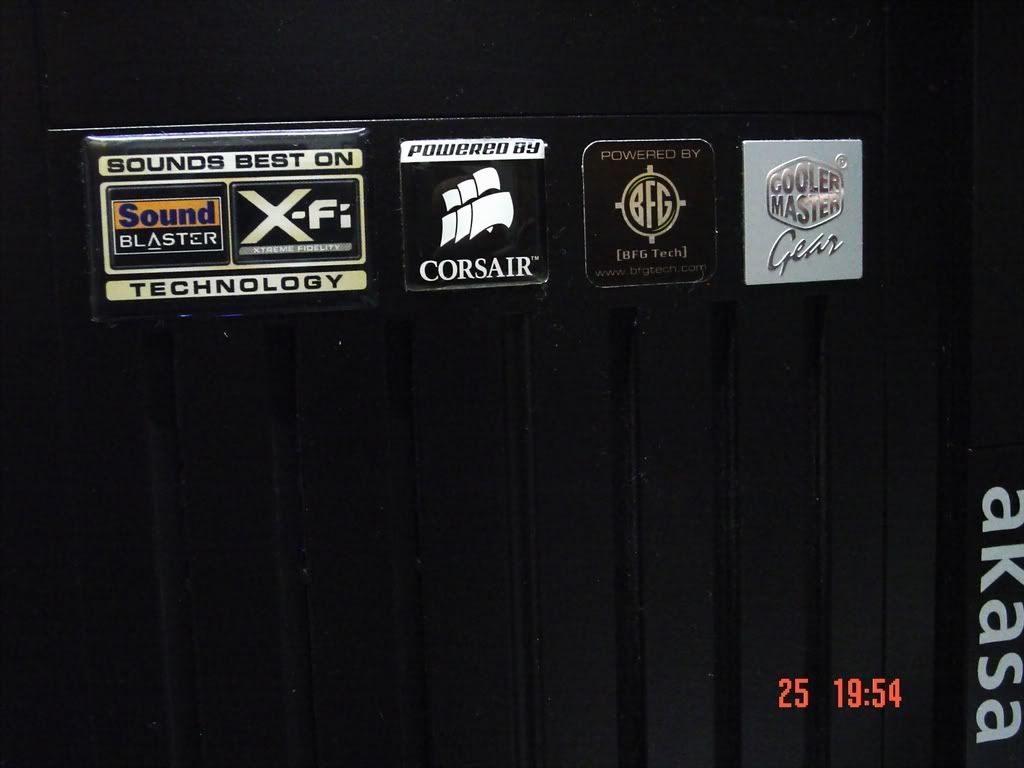 SOUNDS BEST ON
Sound
BLASTER
X-Fi
XTREME FIDELITY
TECHNOLOGY
POWERED BY
CORSAIR™
POWERED BY
BFG
[BFG Tech]
www.bfgtech.com
COOLER
MASTER
®
Gear
akasa
25 19:54